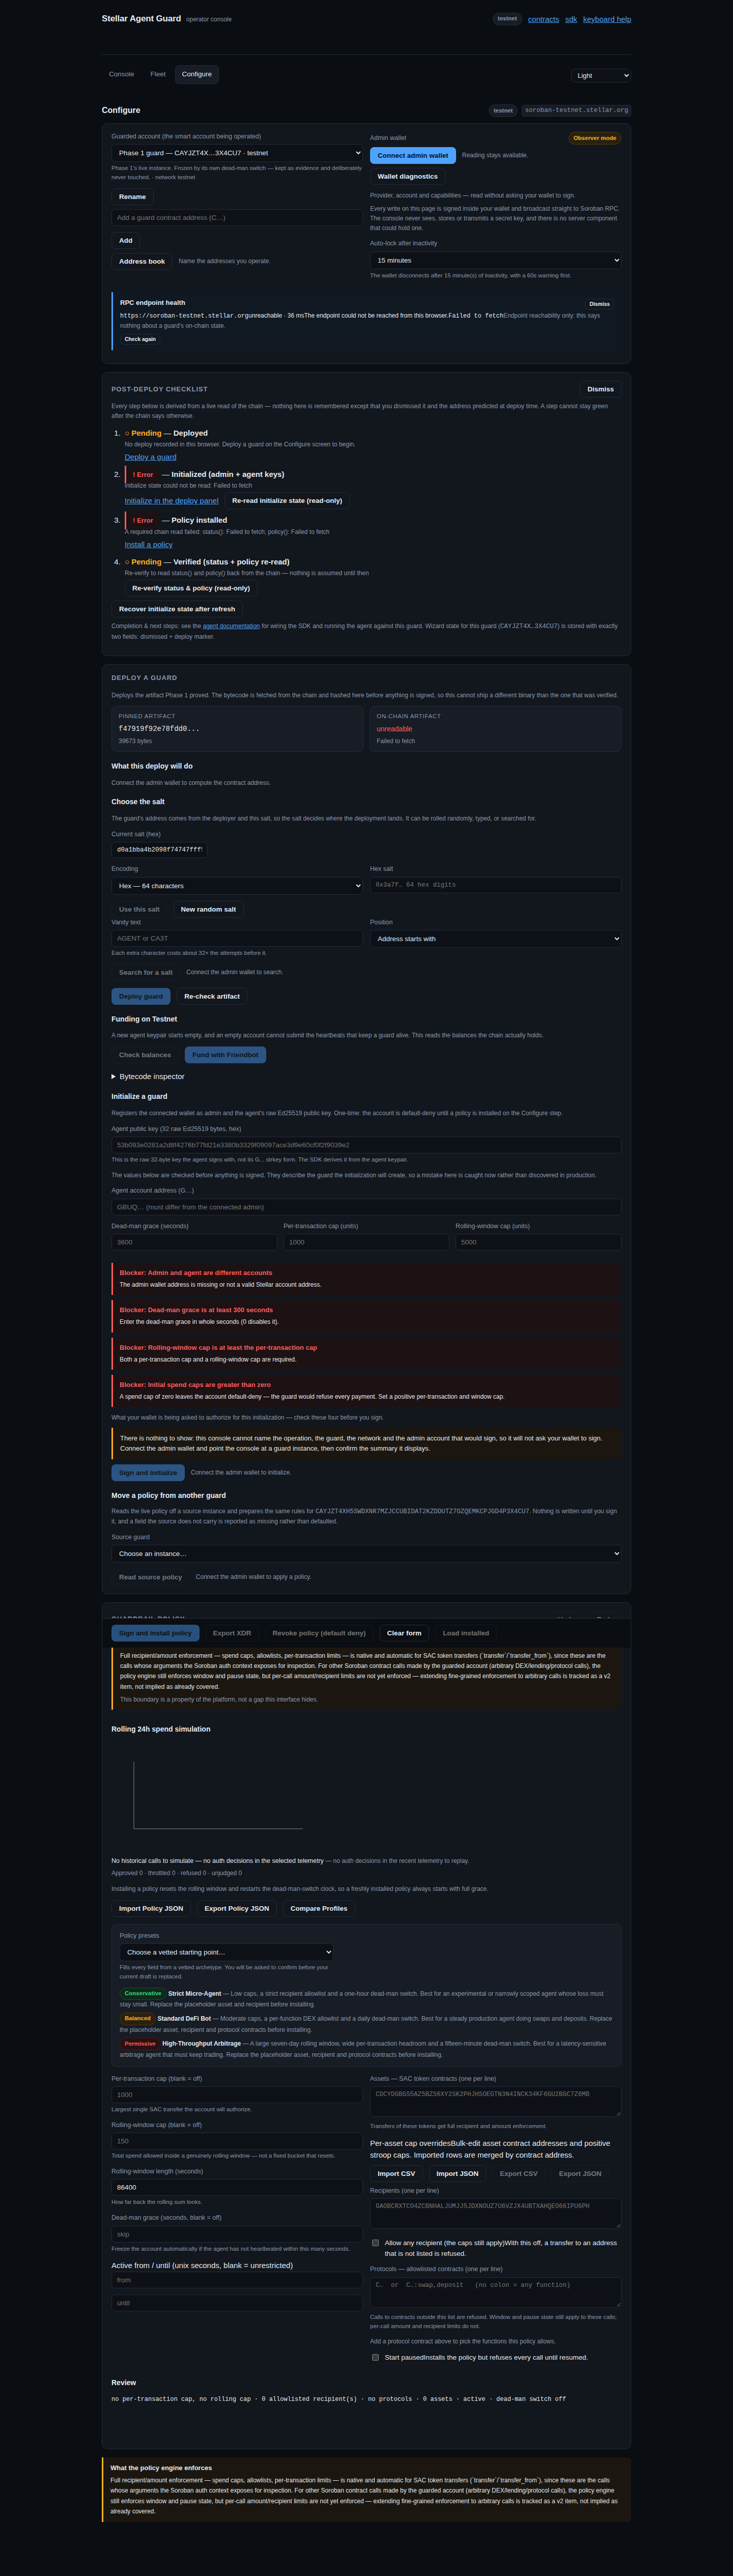 Stellar Agent Guard operator console
testnet contracts sdk keyboard help
Console Fleet Configure
Light
Configure
testnet soroban-testnet.stellar.org
Guarded account (the smart account being operated)
Phase 1 guard — CAYJZT4X…3X4CU7 · testnet
Phase 1's live instance. Frozen by its own dead-man switch — kept as evidence and deliberately
never touched. · network testnet
Rename
Add a guard contract address (C…)
Add
Address book Name the addresses you operate.
Admin wallet
Observer mode
Connect admin wallet Reading stays available.
Wallet diagnostics
Provider, account and capabilities — read without asking your wallet to sign.
Every write on this page is signed inside your wallet and broadcast straight to Soroban RPC.
The console never sees, stores or transmits a secret key, and there is no server component
that could hold one.
Auto-lock after inactivity
15 minutes
The wallet disconnects after 15 minute(s) of inactivity, with a 60s warning first.
RPC endpoint health
Dismiss
https://soroban-testnet.stellar.orgunreachable · 36 msThe endpoint could not be reached from this browser.Failed to fetchEndpoint reachability only: this says
nothing about a guard's on-chain state.
Check again
POST-DEPLOY CHECKLIST
Dismiss
Every step below is derived from a live read of the chain — nothing here is remembered except that you dismissed it and the address predicted at deploy time. A step cannot stay green
after the chain says otherwise.
1. ○ Pending — Deployed
No deploy recorded in this browser. Deploy a guard on the Configure screen to begin.
Deploy a guard
2. ! Error — Initialized (admin + agent keys)
Initialize state could not be read: Failed to fetch
Initialize in the deploy panel Re-read initialize state (read-only)
3. ! Error — Policy installed
A required chain read failed: status(): Failed to fetch; policy(): Failed to fetch
Install a policy
4. ○ Pending — Verified (status + policy re-read)
Re-verify to read status() and policy() back from the chain — nothing is assumed until then
Re-verify status & policy (read-only)
Recover initialize state after refresh
Completion & next steps: see the agent documentation for wiring the SDK and running the agent against this guard. Wizard state for this guard (CAYJZT4X…3X4CU7) is stored with exactly
two fields: dismissed + deploy marker.
DEPLOY A GUARD
Deploys the artifact Phase 1 proved. The bytecode is fetched from the chain and hashed here before anything is signed, so this cannot ship a different binary than the one that was verified.
PINNED ARTIFACT
f47919f92e78fdd0...
39673 bytes
ON-CHAIN ARTIFACT
unreadable
Failed to fetch
What this deploy will do
Connect the admin wallet to compute the contract address.
Choose the salt
The guard's address comes from the deployer and this salt, so the salt decides where the deployment lands. It can be rolled randomly, typed, or searched for.
Current salt (hex)
d0a1bba4b2098f74747fff
Encoding
Hex — 64 characters
Hex salt
0x3a7f… 64 hex digits
Use this salt New random salt
Vanity text
AGENT or CA3T
Position
Address starts with
Each extra character costs about 32× the attempts before it.
Search for a salt Connect the admin wallet to search.
Deploy guard Re-check artifact
Funding on Testnet
A new agent keypair starts empty, and an empty account cannot submit the heartbeats that keep a guard alive. This reads the balances the chain actually holds.
Check balances Fund with Friendbot
▶ Bytecode inspector
Initialize a guard
Registers the connected wallet as admin and the agent's raw Ed25519 public key. One-time: the account is default-deny until a policy is installed on the Configure step.
Agent public key (32 raw Ed25519 bytes, hex)
53b093e0281a2d8f4276b77fd21e3380b3329f09097ace3d9e60cf0f2f9039e2
This is the raw 32-byte key the agent signs with, not its G... strkey form. The SDK derives it from the agent keypair.
The values below are checked before anything is signed. They describe the guard the initialization will create, so a mistake here is caught now rather than discovered in production.
Agent account address (G…)
GBUQ… (must differ from the connected admin)
Dead-man grace (seconds) Per-transaction cap (units) Rolling-window cap (units)
3600 1000 5000
Blocker: Admin and agent are different accounts
The admin wallet address is missing or not a valid Stellar account address.
Blocker: Dead-man grace is at least 300 seconds
Enter the dead-man grace in whole seconds (0 disables it).
Blocker: Rolling-window cap is at least the per-transaction cap
Both a per-transaction cap and a rolling-window cap are required.
Blocker: Initial spend caps are greater than zero
A spend cap of zero leaves the account default-deny — the guard would refuse every payment. Set a positive per-transaction and window cap.
What your wallet is being asked to authorize for this initialization — check these four before you sign.
There is nothing to show: this console cannot name the operation, the guard, the network and the admin account that would sign, so it will not ask your wallet to sign.
Connect the admin wallet and point the console at a guard instance, then confirm the summary it displays.
Sign and initialize Connect the admin wallet to initialize.
Move a policy from another guard
Reads the live policy off a source instance and prepares the same rules for CAYJZT4XH5SWDXNR7MZJCCUBIDAT2KZDDUTZ7OZQEMKCPJGD4P3X4CU7. Nothing is written until you sign
it, and a field the source does not carry is reported as missing rather than defaulted.
Source guard
Choose an instance…
Read source policy Connect the admin wallet to apply a policy.
Sign and install policy Export XDR Revoke policy (default deny) Clear form Load installed
Full recipient/amount enforcement — spend caps, allowlists, per-transaction limits — is native and automatic for SAC token transfers (`transfer`/`transfer_from`), since these are the
calls whose arguments the Soroban auth context exposes for inspection. For other Soroban contract calls made by the guarded account (arbitrary DEX/lending/protocol calls), the
policy engine still enforces window and pause state, but per-call amount/recipient limits are not yet enforced — extending fine-grained enforcement to arbitrary calls is tracked as a v2
item, not implied as already covered.
This boundary is a property of the platform, not a gap this interface hides.
Rolling 24h spend simulation
No historical calls to simulate — no auth decisions in the selected telemetry — no auth decisions in the recent telemetry to replay.
Approved 0 · throttled 0 · refused 0 · unjudged 0
Installing a policy resets the rolling window and restarts the dead-man-switch clock, so a freshly installed policy always starts with full grace.
Import Policy JSON Export Policy JSON Compare Profiles
Policy presets
Choose a vetted starting point…
Fills every field from a vetted archetype. You will be asked to confirm before your
current draft is replaced.
Conservative Strict Micro-Agent — Low caps, a strict recipient allowlist and a one-hour dead-man switch. Best for an experimental or narrowly scoped agent whose loss must
stay small. Replace the placeholder asset and recipient before installing.
Balanced Standard DeFi Bot — Moderate caps, a per-function DEX allowlist and a daily dead-man switch. Best for a steady production agent doing swaps and deposits. Replace
the placeholder asset, recipient and protocol contracts before installing.
Permissive High-Throughput Arbitrage — A large seven-day rolling window, wide per-transaction headroom and a fifteen-minute dead-man switch. Best for a latency-sensitive
arbitrage agent that must keep trading. Replace the placeholder asset, recipient and protocol contracts before installing.
Per-transaction cap (blank = off)
1000
Largest single SAC transfer the account will authorize.
Rolling-window cap (blank = off)
150
Total spend allowed inside a genuinely rolling window — not a fixed bucket that resets.
Rolling-window length (seconds)
86400
How far back the rolling sum looks.
Dead-man grace (seconds, blank = off)
skip
Freeze the account automatically if the agent has not heartbeated within this many seconds.
Active from / until (unix seconds, blank = unrestricted)
from
until
Assets — SAC token contracts (one per line)
CDCYDGBGS5AZ5BZS6XY2SK2PHJHSOEGTN3N4INCK34KF6GU2BGC7Z6MB
Transfers of these tokens get full recipient and amount enforcement.
Per-asset cap overridesBulk-edit asset contract addresses and positive
stroop caps. Imported rows are merged by contract address.
Import CSV Import JSON Export CSV Export JSON
Recipients (one per line)
GAOBCRXTCO4ZCBNHALJUMJJ5JDXNOUZ7U6VZJX4UBTXAHQEO66IPU6PH
Allow any recipient (the caps still apply)With this off, a transfer to an address
that is not listed is refused.
Protocols — allowlisted contracts (one per line)
C… or C…:swap,deposit (no colon = any function)
Calls to contracts outside this list are refused. Window and pause state still apply to these calls;
per-call amount and recipient limits do not.
Add a protocol contract above to pick the functions this policy allows.
Start pausedInstalls the policy but refuses every call until resumed.
Review
no per-transaction cap, no rolling cap · 0 allowlisted recipient(s) · no protocols · 0 assets · active · dead-man switch off
What the policy engine enforces
Full recipient/amount enforcement — spend caps, allowlists, per-transaction limits — is native and automatic for SAC token transfers (`transfer`/`transfer_from`), since these are the calls
whose arguments the Soroban auth context exposes for inspection. For other Soroban contract calls made by the guarded account (arbitrary DEX/lending/protocol calls), the policy engine
still enforces window and pause state, but per-call amount/recipient limits are not yet enforced — extending fine-grained enforcement to arbitrary calls is tracked as a v2 item, not implied as
already covered.